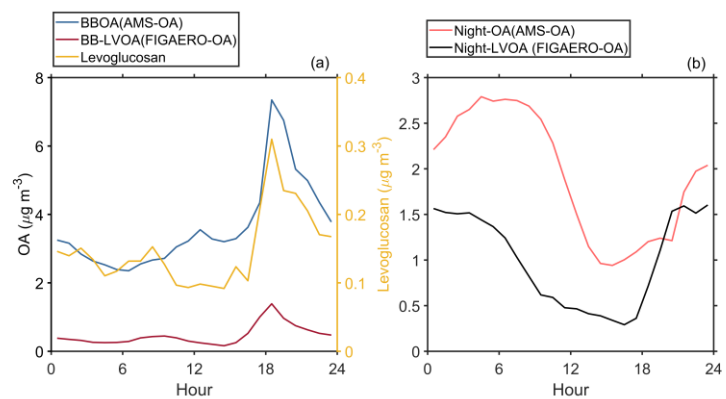 BBOA(AMS-OA)
BB-LVOA(FIGAERO-OA)
Levoglucosan
Night-OA(AMS-OA)
Night-LVOA (FIGAERO-OA)
(a)
(b)
8
6
4
2
0
OA (μg m⁻³)
0.4
0.3
0.2
0.1
0
Levoglucosan (μg m⁻³)
0 6 12 18 24
Hour
3
2.5
2
1.5
1
0.5
0
0 6 12 18 24
Hour